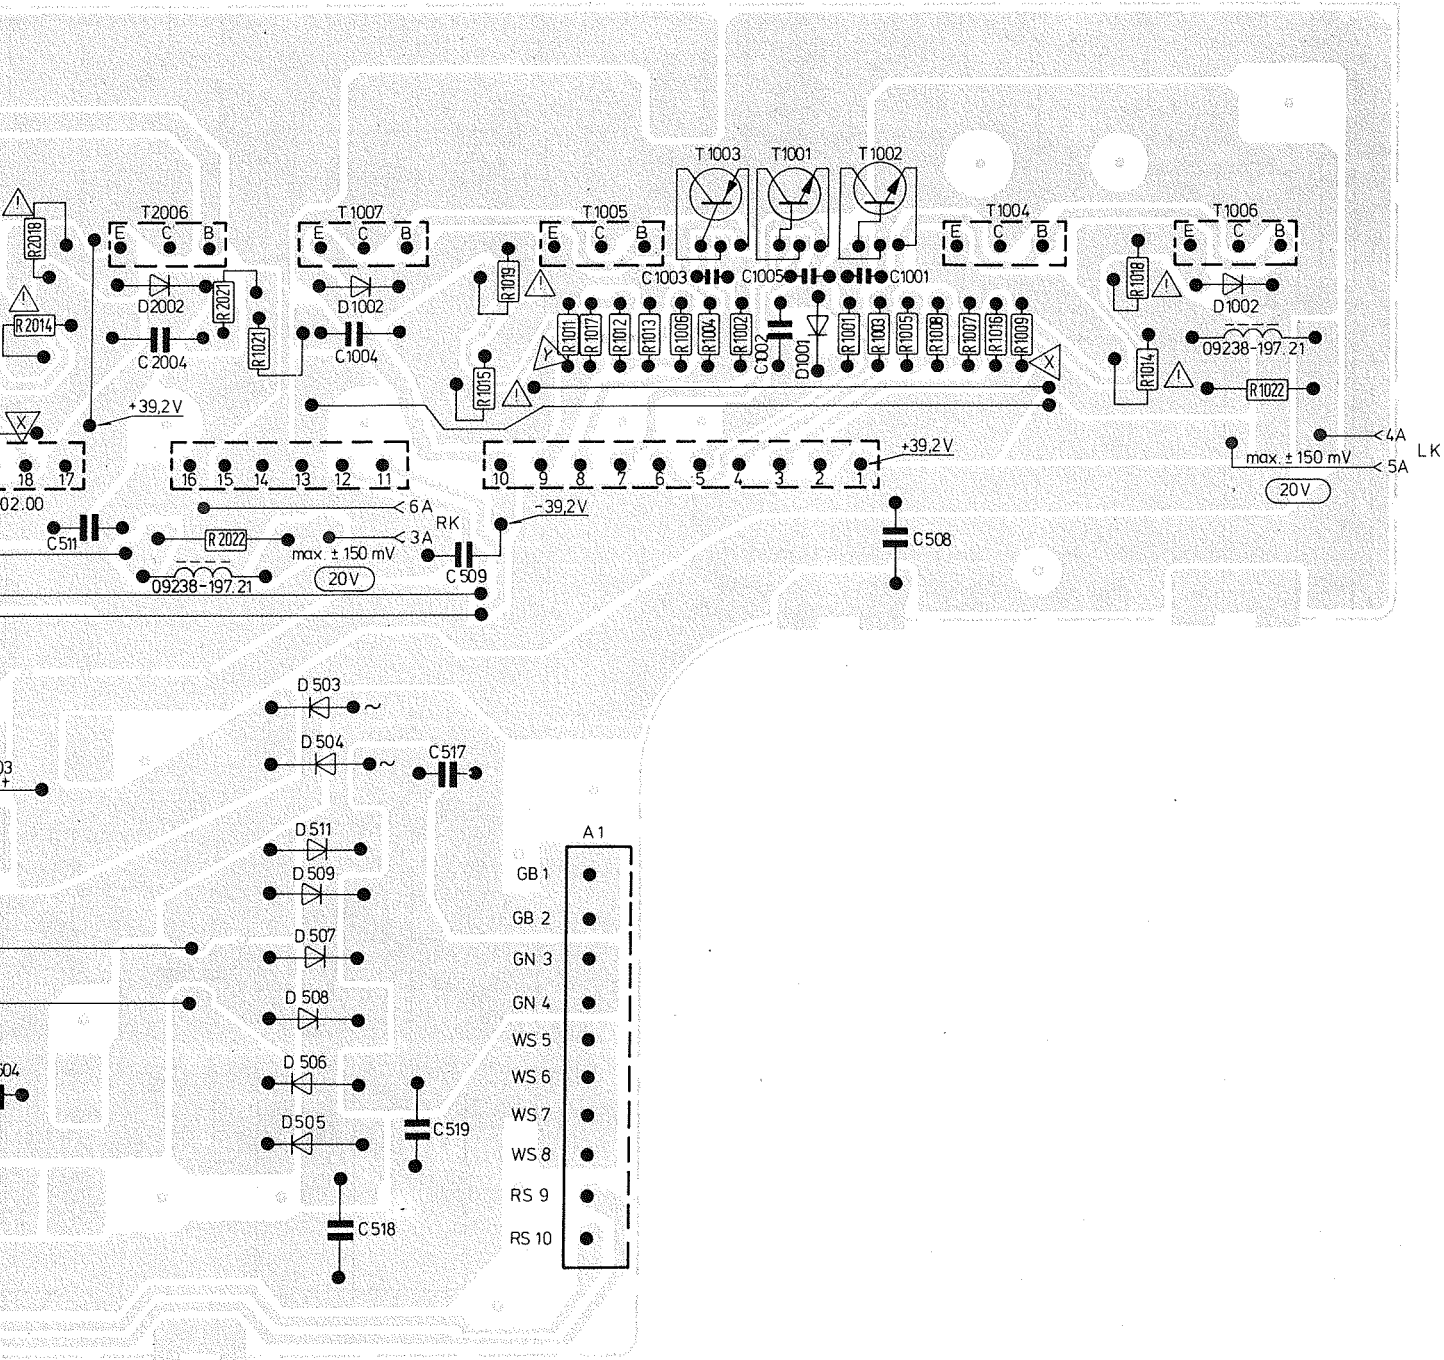 T1003 T1001 T1002
R2018 T2006 T1007 T1005 T1004 T1006
E C B E C B E C B E C B E C B
D2002 R2021 D1002 R1019 C1003 C1005 C1001 R1018 D1002
R2014 C2004 R1021 C1004 R1011 R1017 R1012 R1013 R1006 R1004 R1002 C1002 D1001 R1001 R1003 R1005 R1008 R1007 R1016 R1009 09238-197.21
Y X
R1015 R1014 R1022
+39,2V
X
4A
LK
max. ± 150 mV
5A
20V
18 17 16 15 14 13 12 11 10 9 8 7 6 5 4 3 2 1
+39,2V
02.00
6A
RK
-39,2V
C511 R2022 3A
max. ± 150 mV
C509 C508
09238-197.21 20V
D503 ~
D504 ~
C517
03
+
D511
A1
D509
GB 1
GB 2
D507
GN 3
D508
GN 4
WS 5
D506
504
WS 6
WS 7
D505
C519
WS 8
RS 9
C518
RS 10